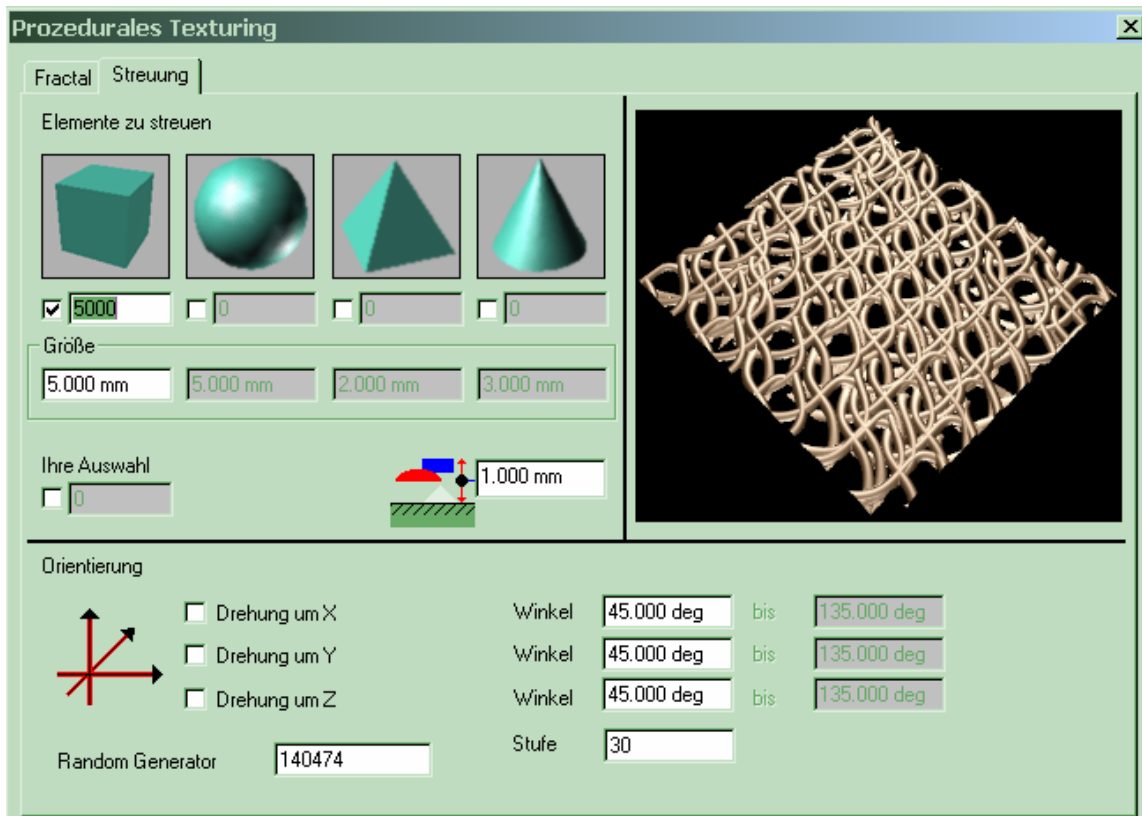 Prozedurales Texturing
Fractal Streuung
Elemente zu streuen
5000 0 0 0
Größe
5.000 mm 5.000 mm 2.000 mm 3.000 mm
Ihre Auswahl
0
1.000 mm
Orientierung
Drehung um X Winkel 45.000 deg bis 135.000 deg
Drehung um Y Winkel 45.000 deg bis 135.000 deg
Drehung um Z Winkel 45.000 deg bis 135.000 deg
Random Generator 140474 Stufe 30